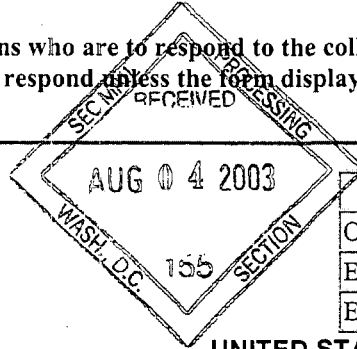 ns who are to respond to the coll
respond unless the form display
SEC MAIL PROCESSING
RECEIVED
AUG 0 4 2003
WASH. D.C.
155
SECTION
C
E
E
UNITED STA